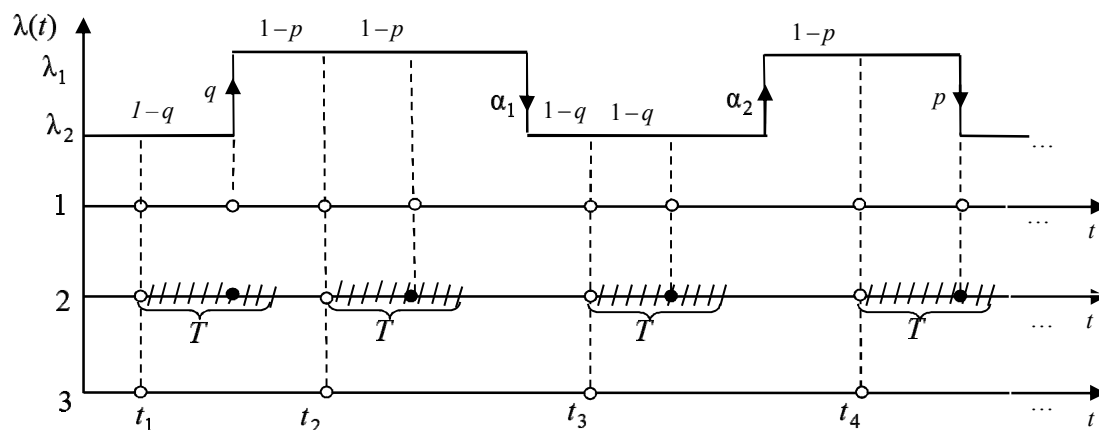 λ(t)
1–p 1–p 1–p
λ₁
q α₁ α₂ p
1–q 1–q 1–q
λ₂
...
1
... t
2
T T T T
... t
3
...
t₁ t₂ t₃ t₄ t